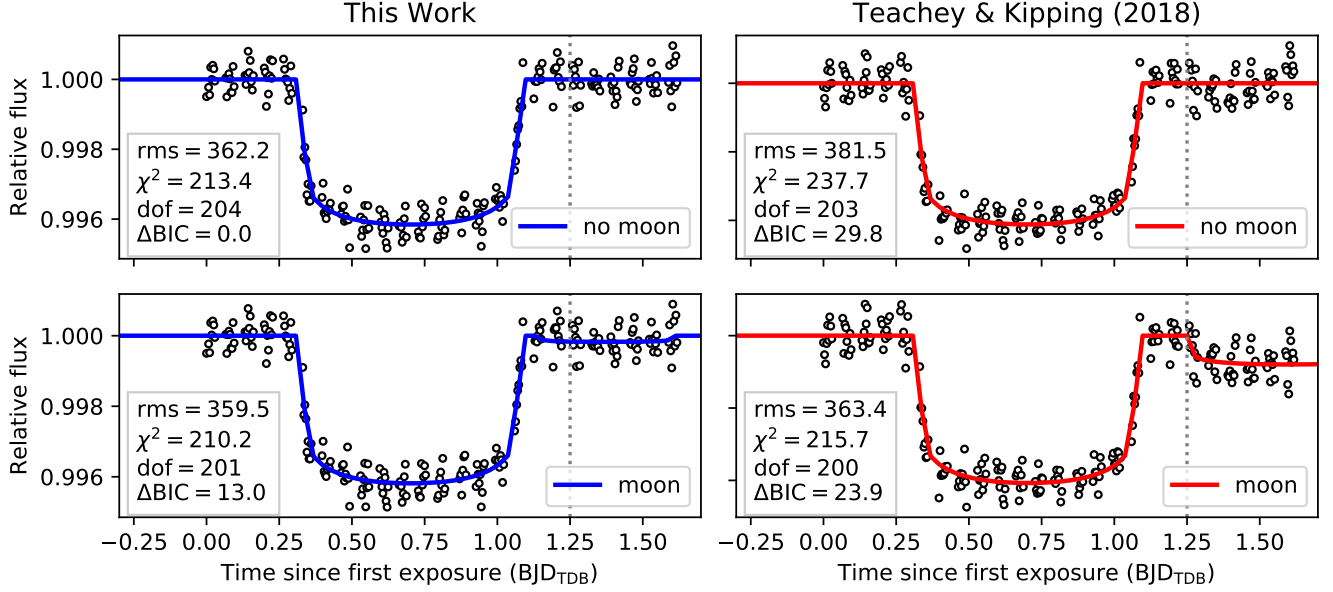 This Work
Teachey & Kipping (2018)
Relative flux
1.000
0.998
0.996
rms = 362.2
χ² = 213.4
dof = 204
ΔBIC = 0.0
no moon
rms = 381.5
χ² = 237.7
dof = 203
ΔBIC = 29.8
no moon
Relative flux
1.000
0.998
0.996
rms = 359.5
χ² = 210.2
dof = 201
ΔBIC = 13.0
moon
rms = 363.4
χ² = 215.7
dof = 200
ΔBIC = 23.9
moon
−0.25 0.00 0.25 0.50 0.75 1.00 1.25 1.50
−0.25 0.00 0.25 0.50 0.75 1.00 1.25 1.50
Time since first exposure (BJD_TDB)
Time since first exposure (BJD_TDB)